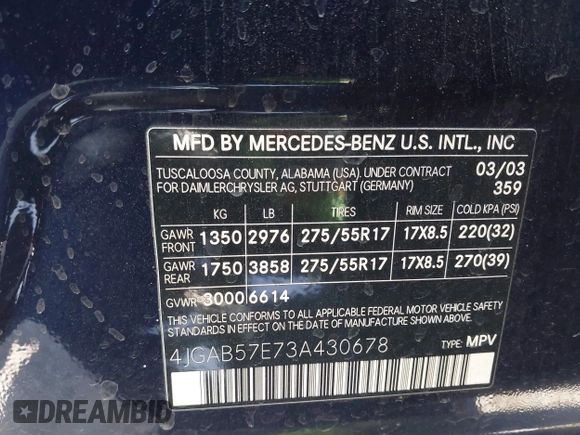 MFD BY MERCEDES-BENZ U.S. INTL., INC
TUSCALOOSA COUNTY, ALABAMA (USA). UNDER CONTRACT 03/03
FOR DAIMLERCHRYSLER AG, STUTTGART (GERMANY) 359
KG LB TIRES RIM SIZE COLD KPA (PSI)
GAWR FRONT 1350 2976 275/55R17 17X8.5 220(32)
GAWR REAR 1750 3858 275/55R17 17X8.5 270(39)
GVWR 3000 6614
THIS VEHICLE CONFORMS TO ALL APPLICABLE FEDERAL MOTOR VEHICLE SAFETY
STANDARDS IN EFFECT ON THE DATE OF MANUFACTURE SHOWN ABOVE.
4JGAB57E73A430678 TYPE: MPV
DREAMBID